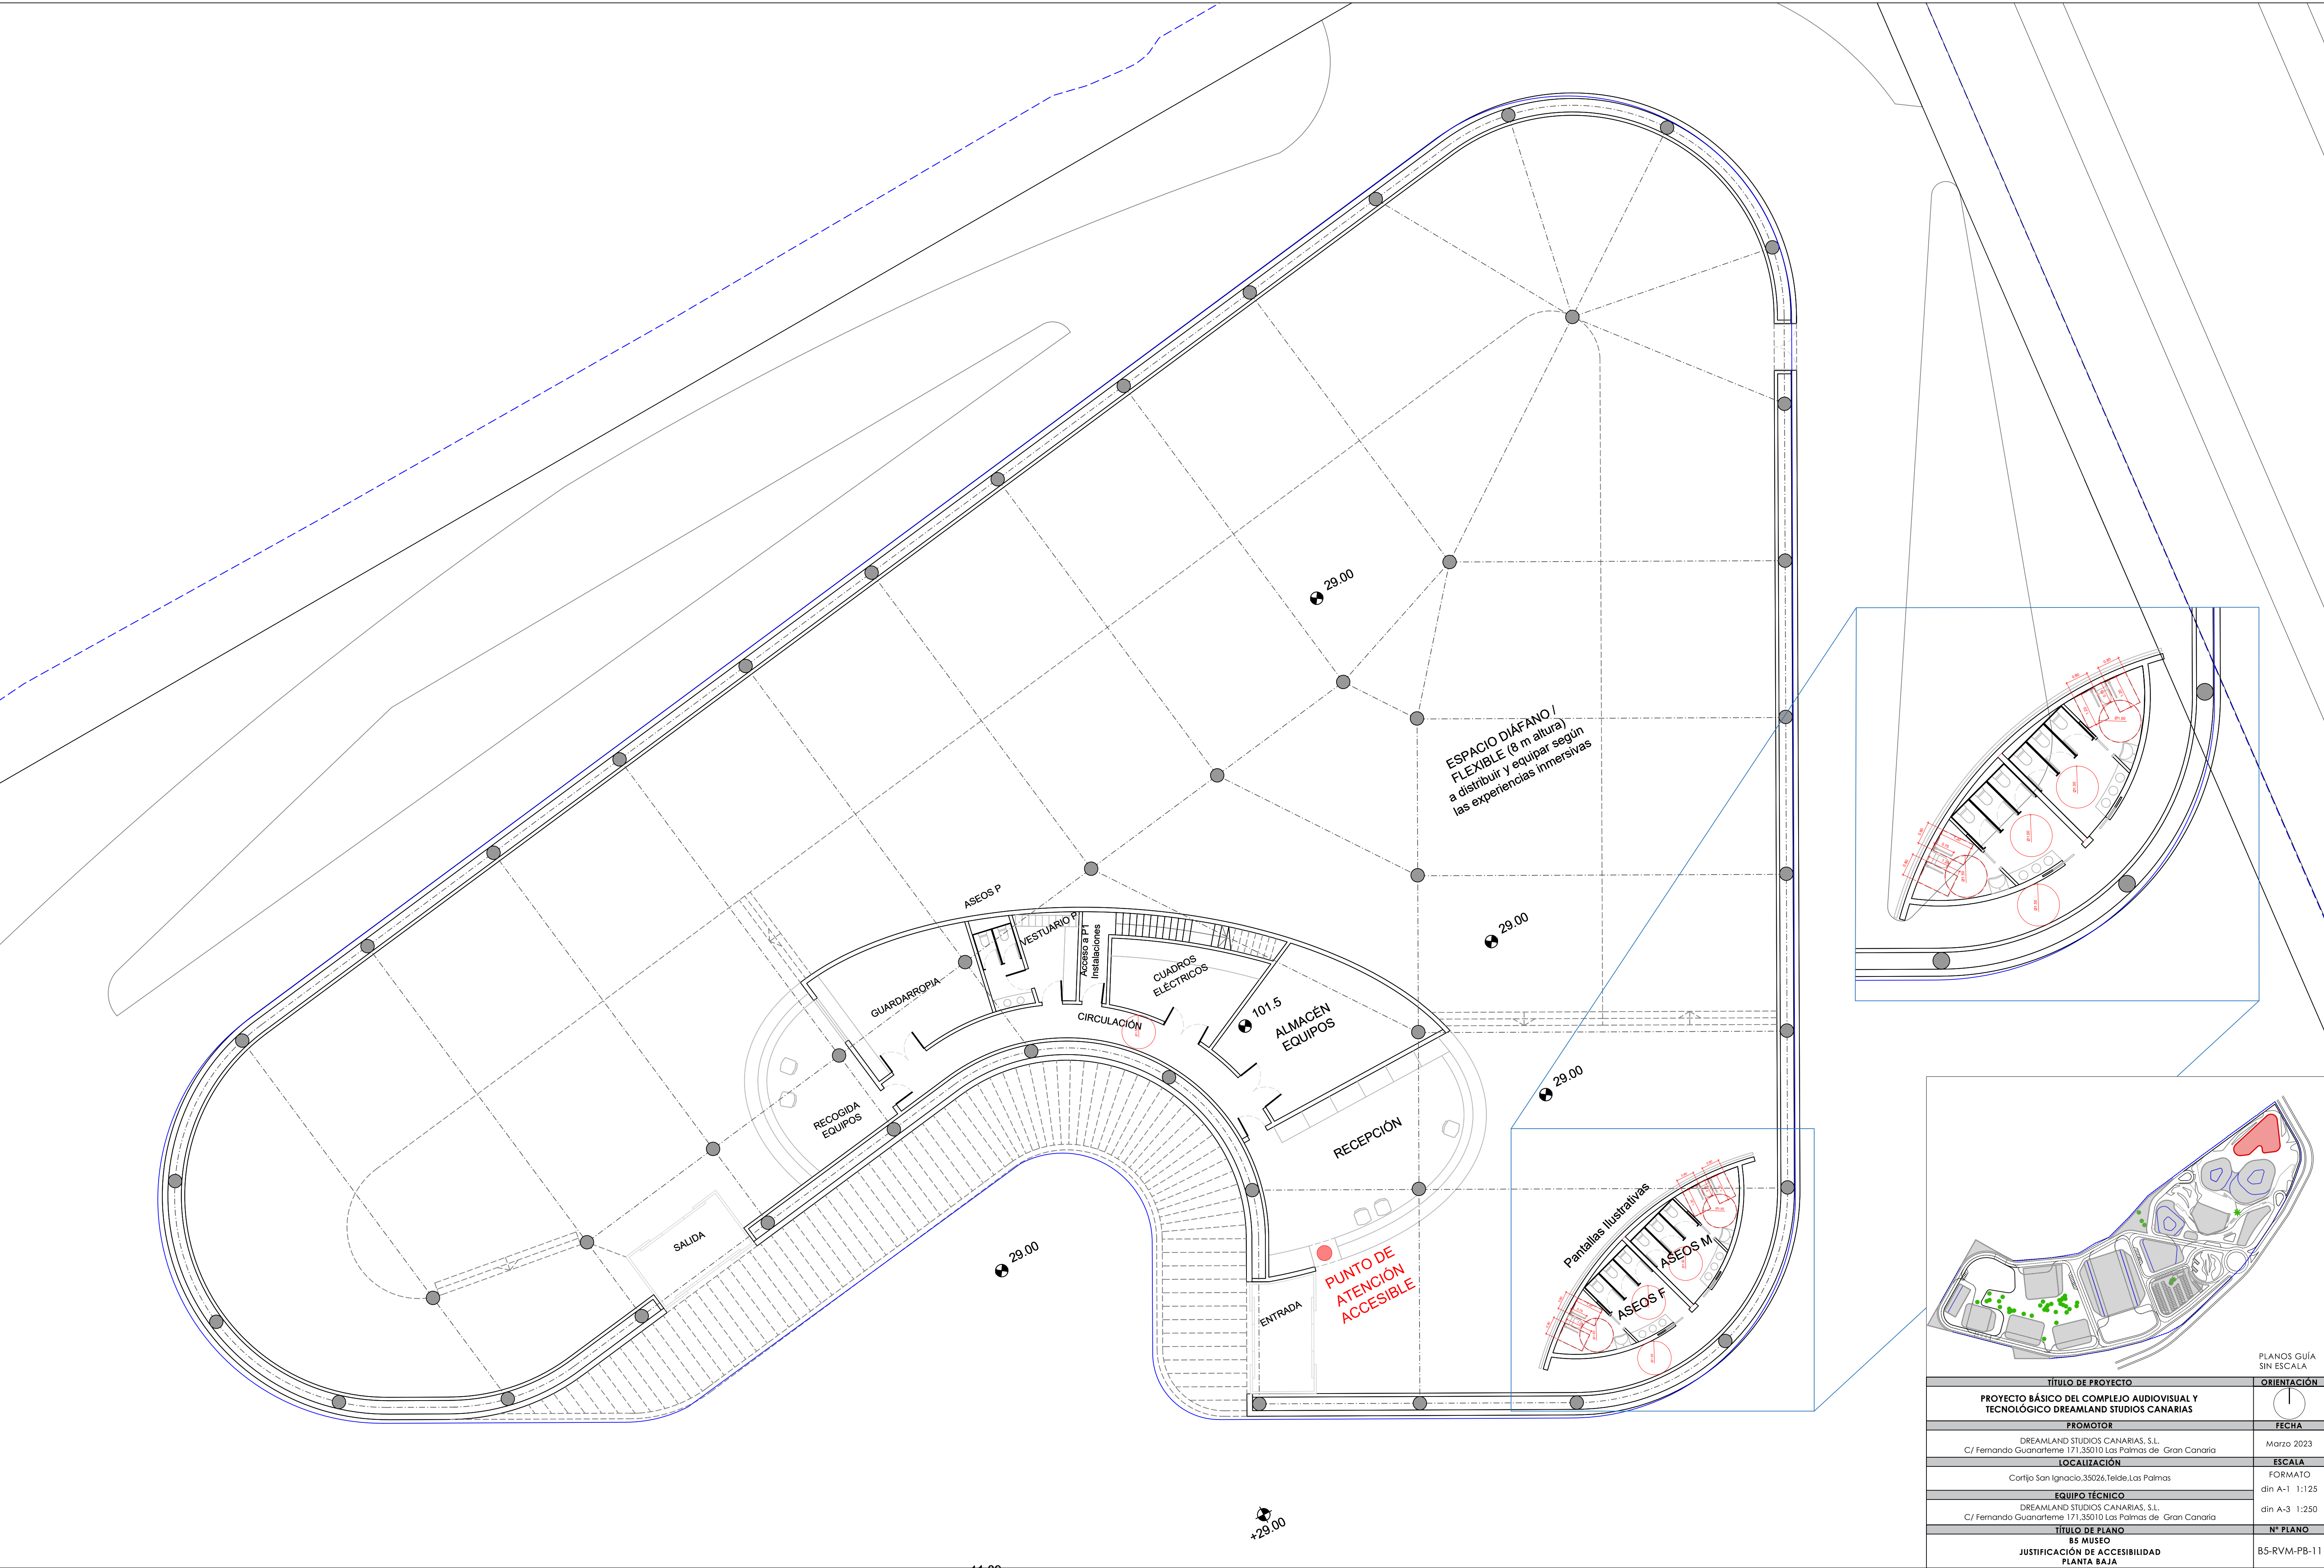 29.00
ESPACIO DIÁFANO /
FLEXIBLE (8 m altura)
a distribuir y equipar según
las experiencias inmersivas
29.00
ASEOS P
VESTUARIO P
Acceso a P1
Instalaciones
CUADROS
ELÉCTRICOS
GUARDARROPIA
CIRCULACIÓN
101.5
ALMACÉN
EQUIPOS
29.00
RECOGIDA
EQUIPOS
RECEPCIÓN
SALIDA
29.00
Pantallas Ilustrativas
ASEOS M
ASEOS F
PUNTO DE
ATENCIÓN
ACCESIBLE
ENTRADA
+29.00
PLANOS GUÍA
SIN ESCALA
TÍTULO DE PROYECTO
ORIENTACIÓN
PROYECTO BÁSICO DEL COMPLEJO AUDIOVISUAL Y
TECNOLÓGICO DREAMLAND STUDIOS CANARIAS
PROMOTOR
FECHA
DREAMLAND STUDIOS CANARIAS, S.L.
C/ Fernando Guanarteme 171,35010 Las Palmas de Gran Canaria
Marzo 2023
LOCALIZACIÓN
ESCALA
Cortijo San Ignacio,35026,Telde,Las Palmas
FORMATO
din A-1 1:125
EQUIPO TÉCNICO
DREAMLAND STUDIOS CANARIAS, S.L.
C/ Fernando Guanarteme 171,35010 Las Palmas de Gran Canaria
din A-3 1:250
TÍTULO DE PLANO
Nº PLANO
B5 MUSEO
JUSTIFICACIÓN DE ACCESIBILIDAD
PLANTA BAJA
B5-RVM-PB-11